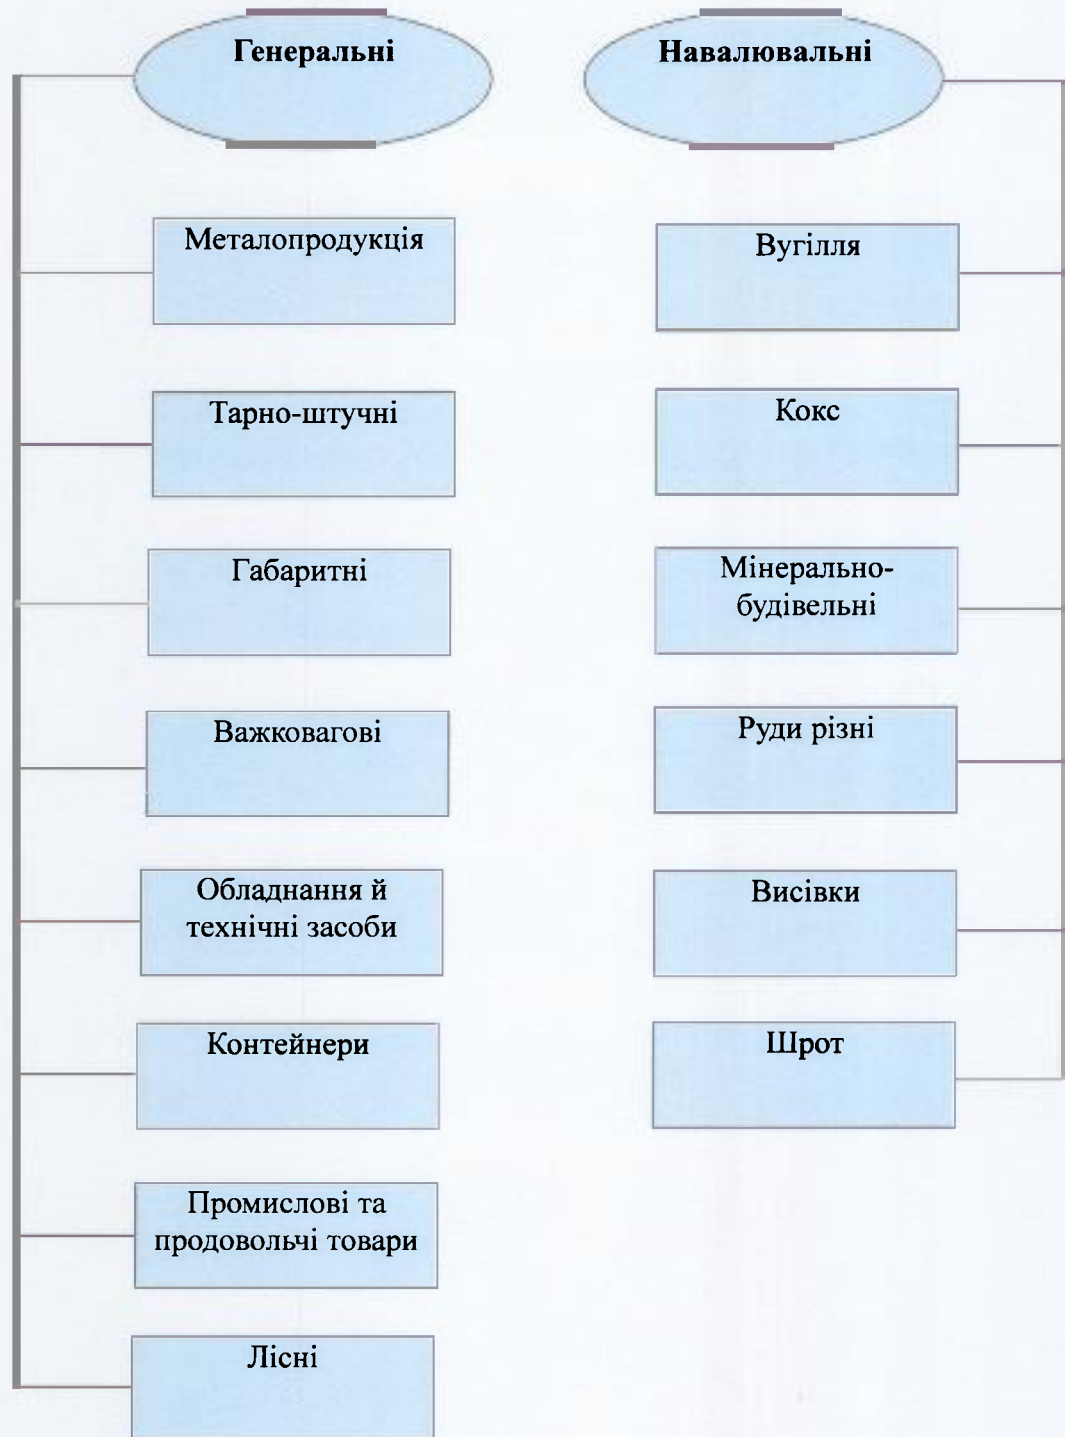 Генеральні
Металопродукція
Тарно-штучні
Габаритні
Важковагові
Обладнання й
технічні засоби
Контейнери
Промислові та
продовольчі товари
Лісні
Навалювальні
Вугілля
Кокс
Мінерально-
будівельні
Руди різні
Висівки
Шрот